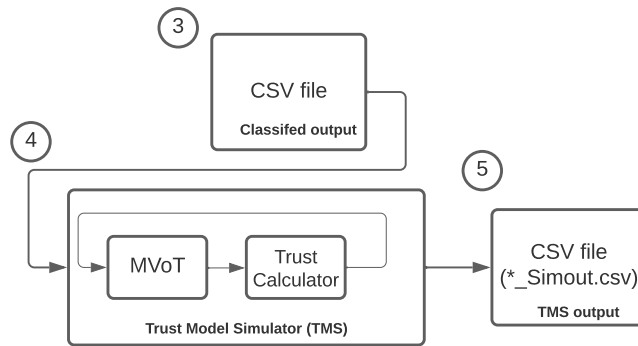 3
CSV file
Classifed output
4
5
MVoT
Trust
Calculator
Trust Model Simulator (TMS)
CSV file
(*_Simout.csv)
TMS output